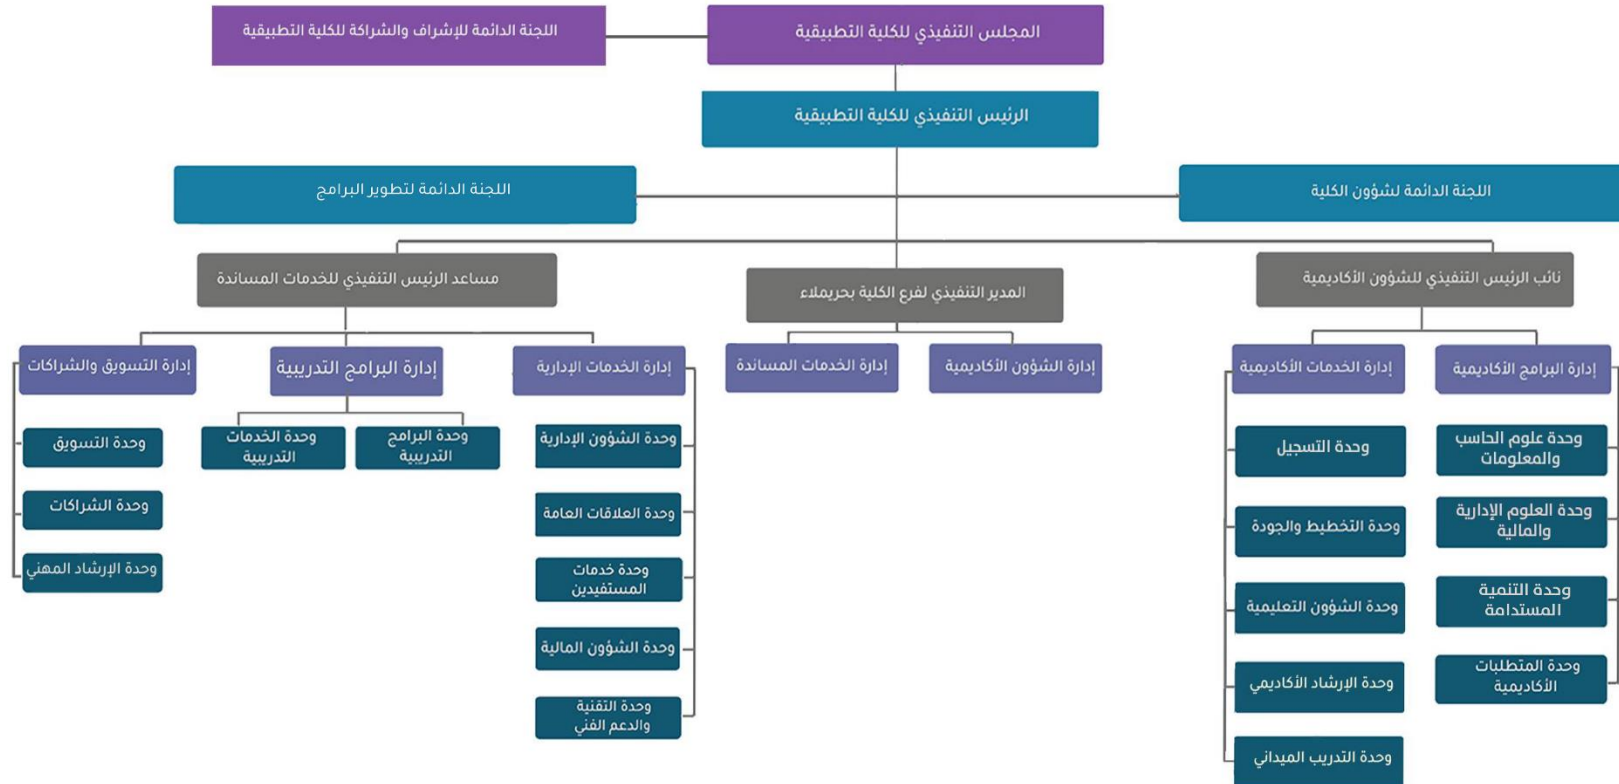 المجلس التنفيذي للكلية التطبيقية
اللجنة الدائمة للإشراف والشراكة للكلية التطبيقية
الرئيس التنفيذي للكلية التطبيقية
اللجنة الدائمة لشؤون الكلية
اللجنة الدائمة لتطوير البرامج
نائب الرئيس التنفيذي للشؤون الأكاديمية
المدير التنفيذي لفرع الكلية بحريملاء
مساعد الرئيس التنفيذي للخدمات المساندة
إدارة البرامج الأكاديمية
إدارة الخدمات الأكاديمية
إدارة الشؤون الأكاديمية
إدارة الخدمات المساندة
إدارة الخدمات الإدارية
إدارة البرامج التدريبية
إدارة التسويق والشراكات
وحدة علوم الحاسب
والمعلومات
وحدة العلوم الإدارية
والمالية
وحدة التنمية
المستدامة
وحدة المتطلبات
الأكاديمية
وحدة التسجيل
وحدة التخطيط والجودة
وحدة الشؤون التعليمية
وحدة الإرشاد الأكاديمي
وحدة التدريب الميداني
وحدة الشؤون الإدارية
وحدة العلاقات العامة
وحدة خدمات
المستفيدين
وحدة الشؤون المالية
وحدة التقنية
والدعم الفني
وحدة البرامج
التدريبية
وحدة الخدمات
التدريبية
وحدة التسويق
وحدة الشراكات
وحدة الإرشاد المهني